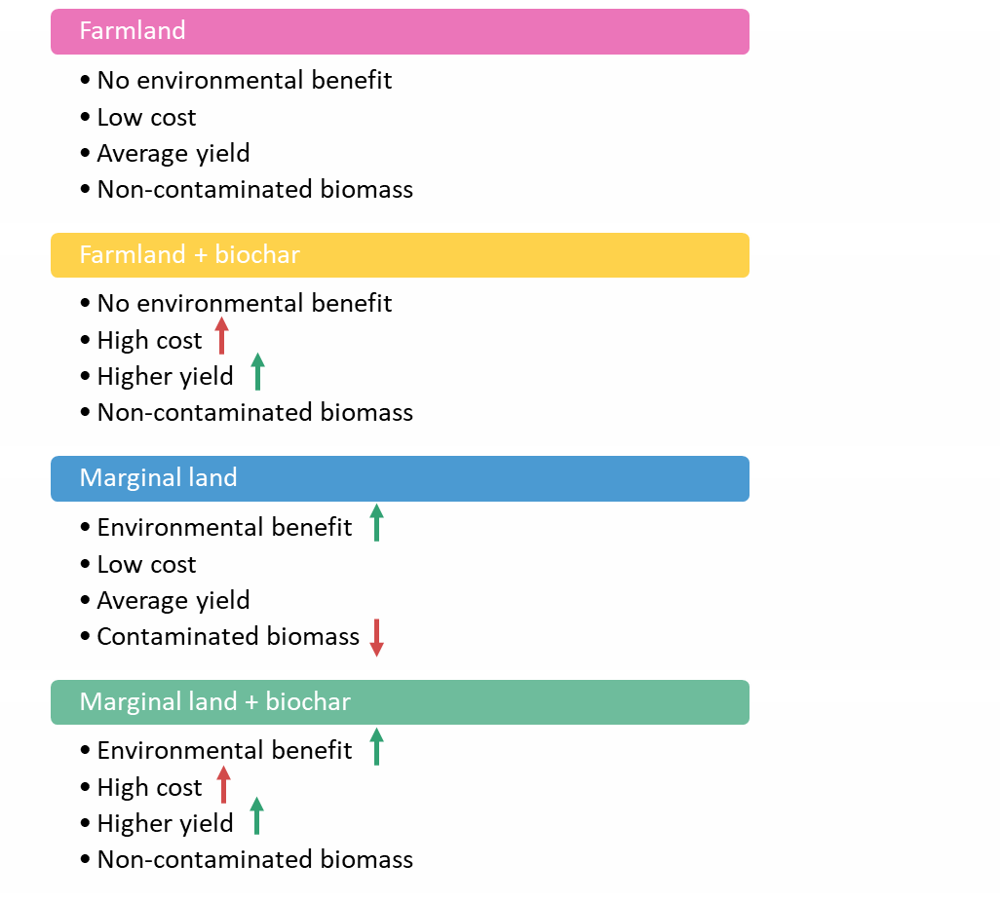 Farmland
• No environmental benefit
• Low cost
• Average yield
• Non-contaminated biomass
Farmland + biochar
• No environmental benefit
• High cost
• Higher yield
• Non-contaminated biomass
Marginal land
• Environmental benefit
• Low cost
• Average yield
• Contaminated biomass
Marginal land + biochar
• Environmental benefit
• High cost
• Higher yield
• Non-contaminated biomass